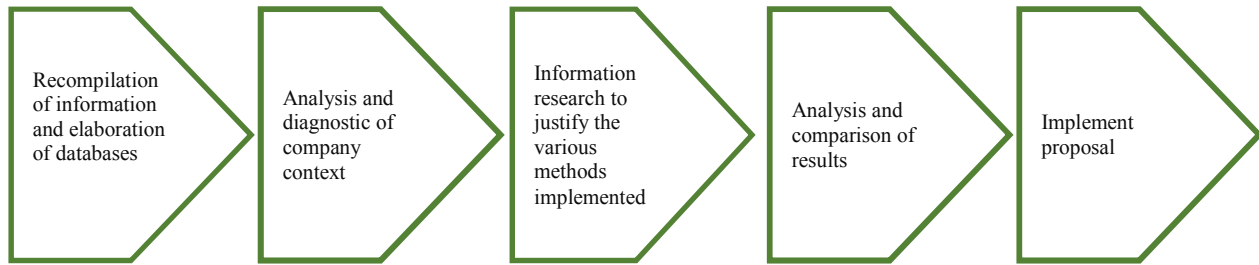 Recompilation
of information
and elaboration
of databases
Analysis and
diagnostic of
company
context
Information
research to
justify the
various
methods
implemented
Analysis and
comparison of
results
Implement
proposal